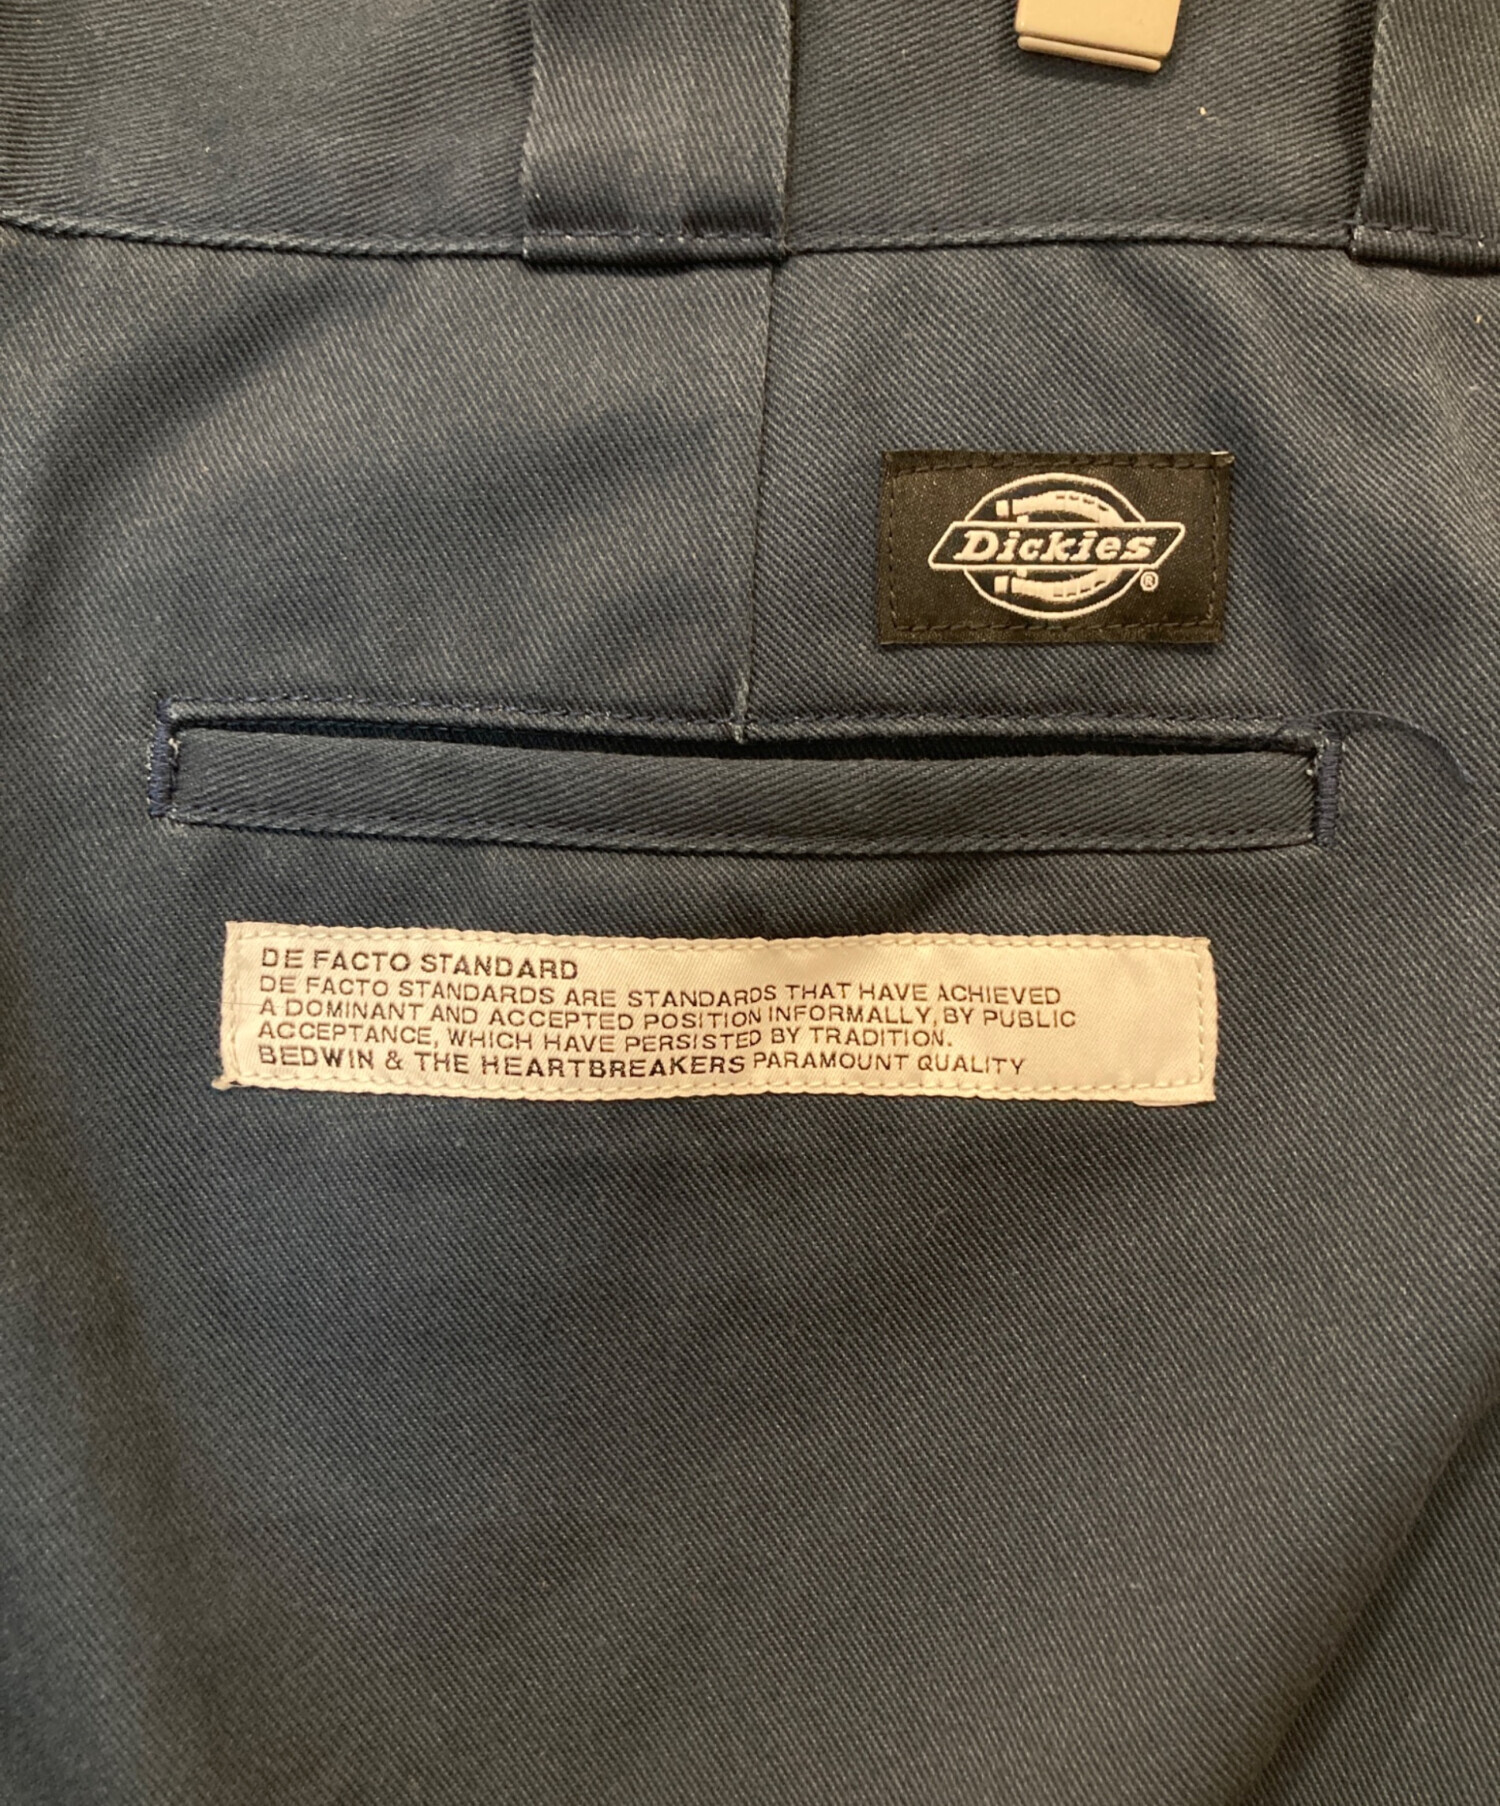 Dickies
®
DE FACTO STANDARD
DE FACTO STANDARDS ARE STANDARDS THAT HAVE ACHIEVED
A DOMINANT AND ACCEPTED POSITION INFORMALLY, BY PUBLIC
ACCEPTANCE, WHICH HAVE PERSISTED BY TRADITION.
BEDWIN & THE HEARTBREAKERS PARAMOUNT QUALITY